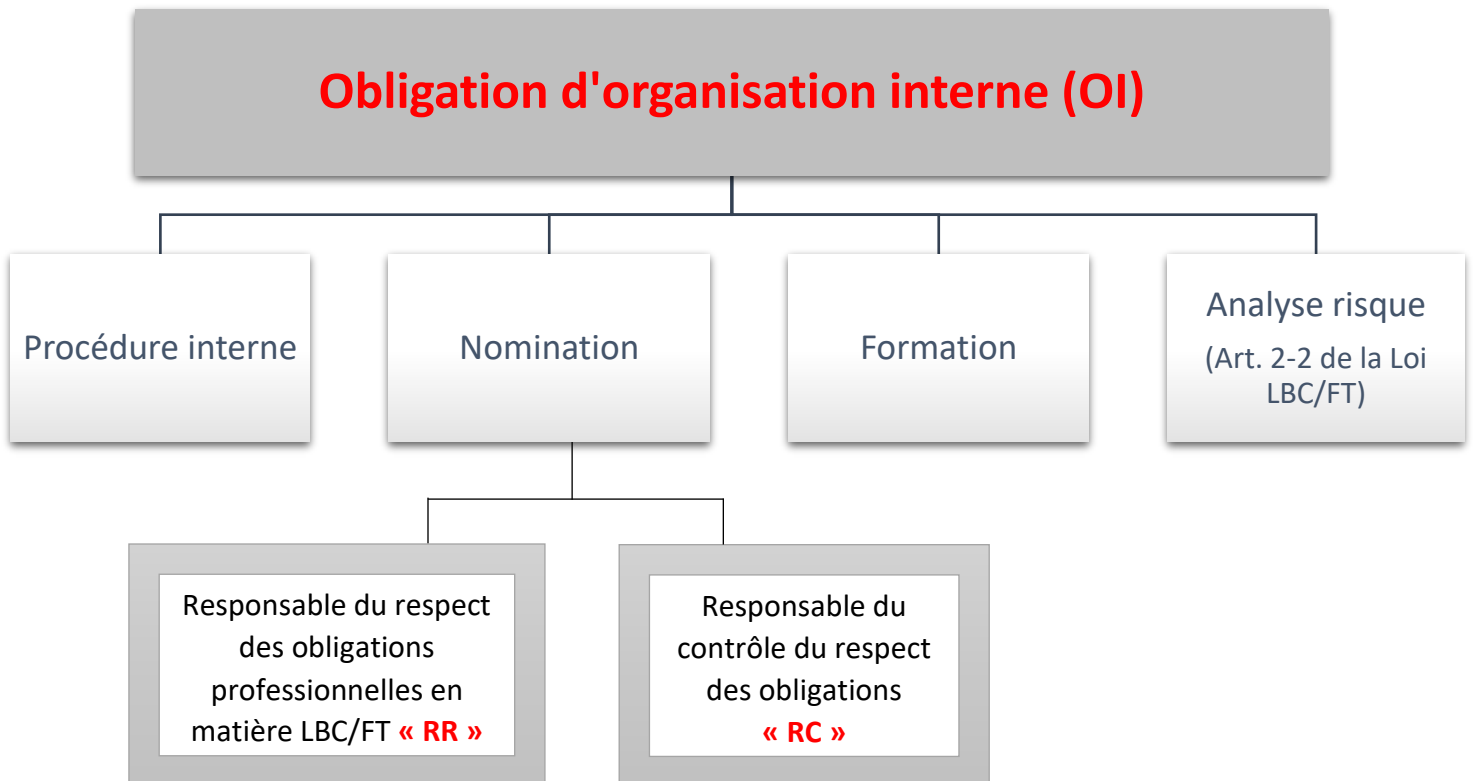 Obligation d'organisation interne (OI)
Procédure interne
Nomination
Formation
Analyse risque
(Art. 2-2 de la Loi
LBC/FT)
Responsable du respect
des obligations
professionnelles en
matière LBC/FT « RR »
Responsable du
contrôle du respect
des obligations
« RC »